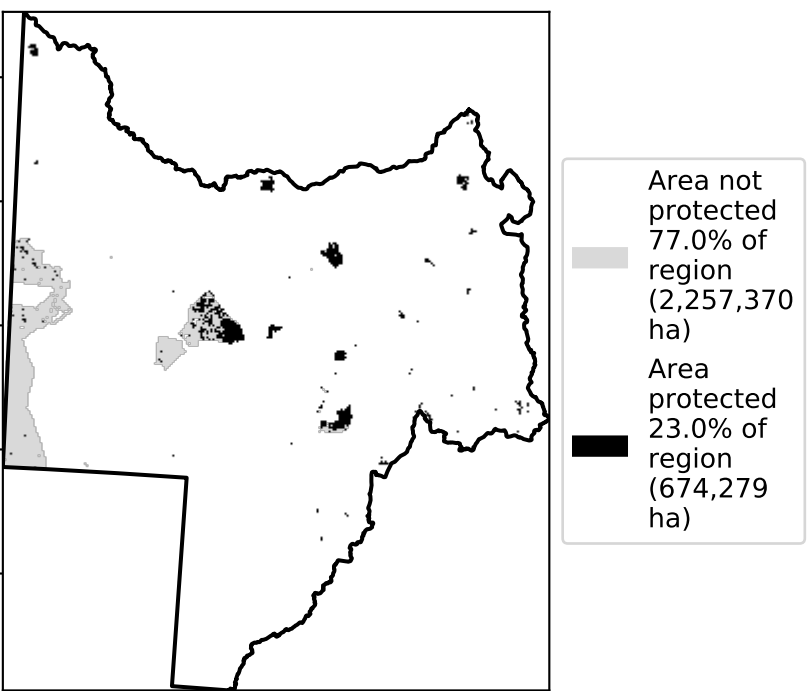 Area not
protected
77.0% of
region
(2,257,370
ha)
Area
protected
23.0% of
region
(674,279
ha)